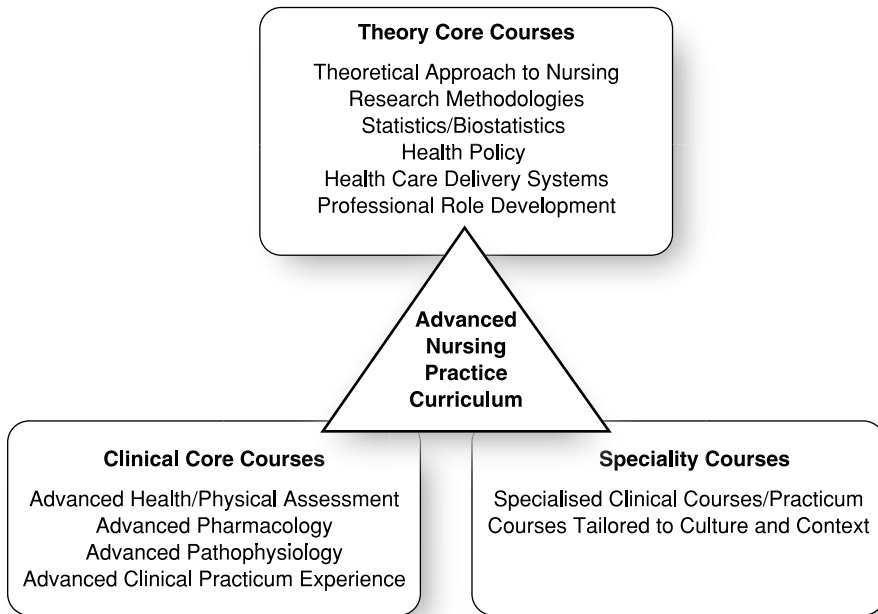 Theory Core Courses
Theoretical Approach to Nursing
Research Methodologies
Statistics/Biostatistics
Health Policy
Health Care Delivery Systems
Professional Role Development
Advanced
Nursing
Practice
Curriculum
Clinical Core Courses
Advanced Health/Physical Assessment
Advanced Pharmacology
Advanced Pathophysiology
Advanced Clinical Practicum Experience
Speciality Courses
Specialised Clinical Courses/Practicum
Courses Tailored to Culture and Context